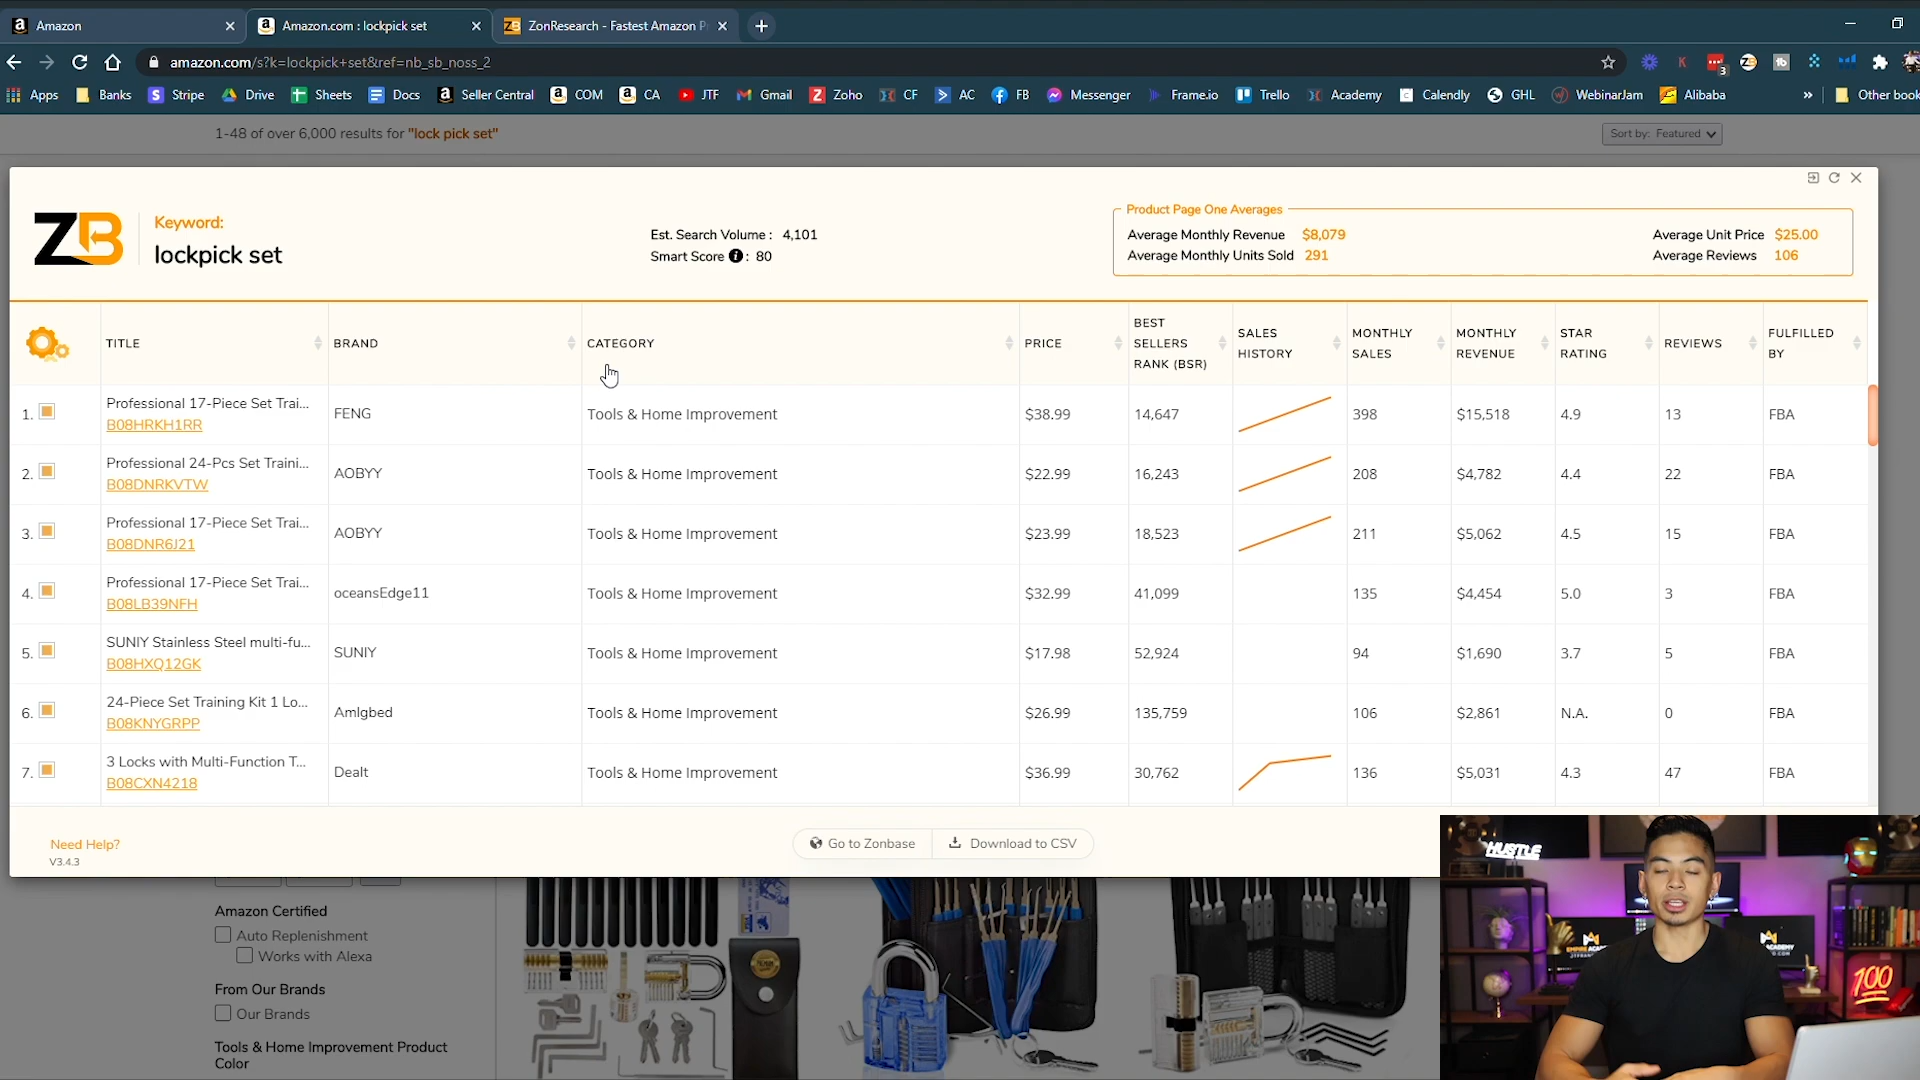 Amazon
Amazon.com : lockpick set
ZonResearch - Fastest Amazon P
amazon.com/s?k=lockpick+set&ref=nb_sb_noss_2
3
Apps Banks Stripe Drive Sheets Docs Seller Central COM CA JTF Gmail Zoho CF AC FB Messenger Frame.io Trello Academy Calendly GHL WebinarJam Alibaba » Other book
1-48 of over 6,000 results for "lock pick set"
Sort by: Featured
ZB
Keyword:
lockpick set
Est. Search Volume : 4,101
Smart Score : 80
Product Page One Averages
Average Monthly Revenue $8,079
Average Unit Price $25.00
Average Monthly Units Sold 291
Average Reviews 106
TITLE BRAND CATEGORY PRICE BEST SELLERS RANK (BSR) SALES HISTORY MONTHLY SALES MONTHLY REVENUE STAR RATING REVIEWS FULFILLED BY
1. Professional 17-Piece Set Trai... FENG Tools & Home Improvement $38.99 14,647 398 $15,518 4.9 13 FBA
B08HRKH1RR
2. Professional 24-Pcs Set Traini... AOBYY Tools & Home Improvement $22.99 16,243 208 $4,782 4.4 22 FBA
B08DNRKVTW
3. Professional 17-Piece Set Trai... AOBYY Tools & Home Improvement $23.99 18,523 211 $5,062 4.5 15 FBA
B08DNR6J21
4. Professional 17-Piece Set Trai... oceansEdge11 Tools & Home Improvement $32.99 41,099 135 $4,454 5.0 3 FBA
B08LB39NFH
5. SUNIY Stainless Steel multi-fu... SUNIY Tools & Home Improvement $17.98 52,924 94 $1,690 3.7 5 FBA
B08HXQ12GK
6. 24-Piece Set Training Kit 1 Lo... Amlgbed Tools & Home Improvement $26.99 135,759 106 $2,861 N.A. 0 FBA
B08KNYGRPP
7. 3 Locks with Multi-Function T... Dealt Tools & Home Improvement $36.99 30,762 136 $5,031 4.3 47 FBA
B08CXN4218
Need Help?
V3.4.3
Go to Zonbase
Download to CSV
HUSTLE
100
Amazon Certified
Auto Replenishment
Works with Alexa
From Our Brands
Our Brands
Tools & Home Improvement Product
Color